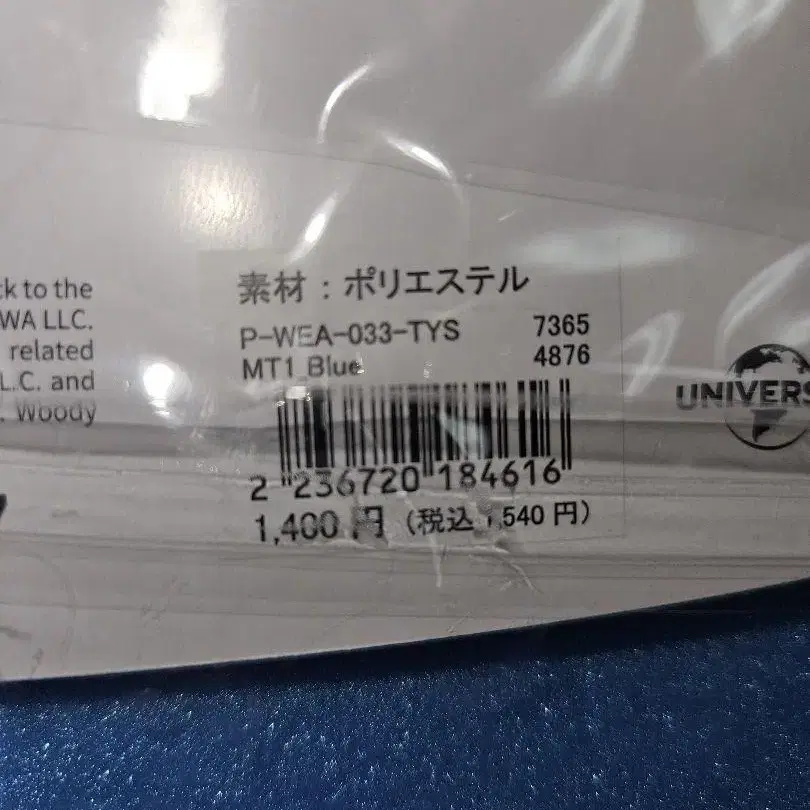 ck to the
WA LLC.
related
L.C. and
. Woody
素材：ポリエステル
P-WEA-033-TYS 7365
MT1_Blue 4876
2 236720 184616
1,400 円 (税込 1,540 円)
UNIVERS